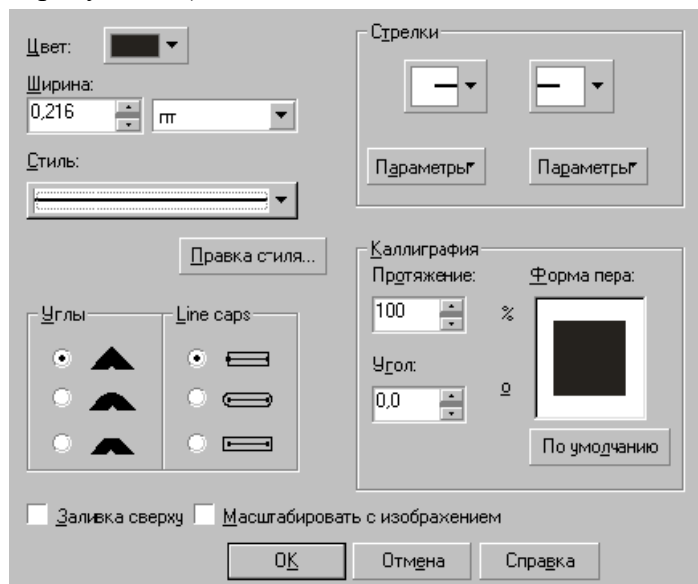 Цвет:
Ширина:
0,216
пт
Стиль:
Правка стиля...
Углы
Line caps
Стрелки
Параметры
Параметры
Каллиграфия
Протяжение:
100 %
Угол:
0,0 o
Форма пера:
По умолчанию
Заливка сверху
Масштабировать с изображением
OK
Отмена
Справка